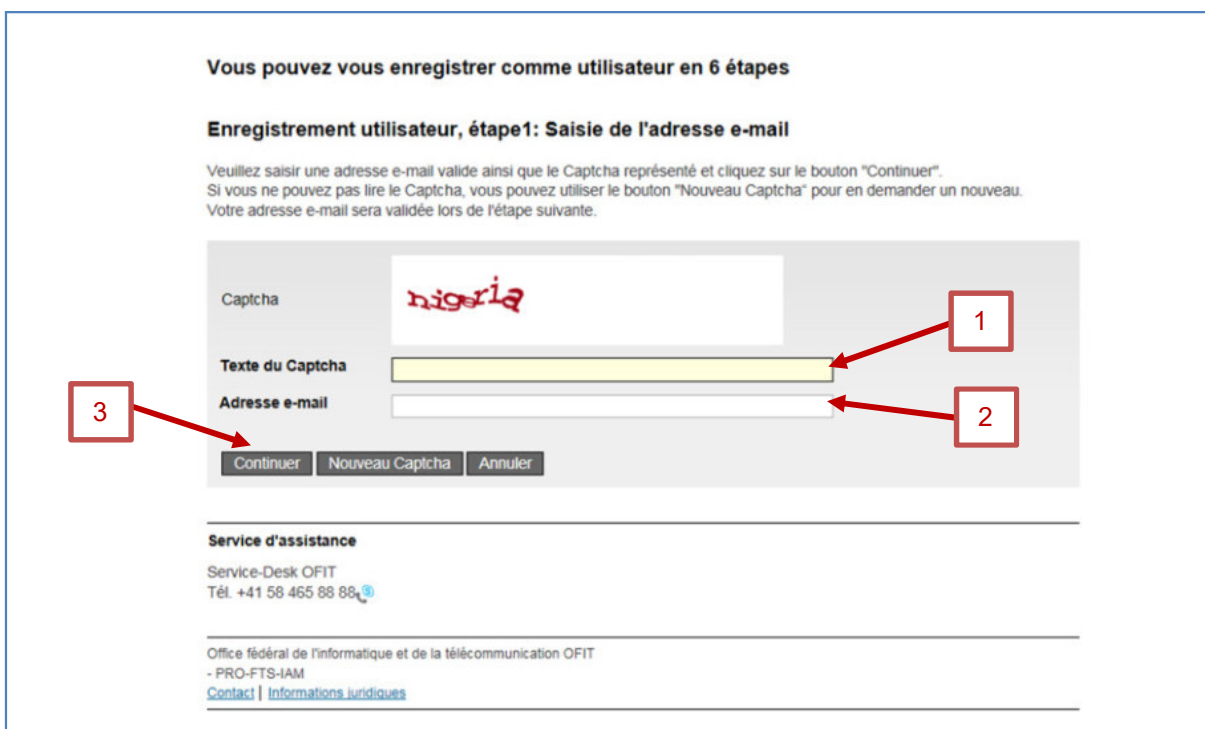 Vous pouvez vous enregistrer comme utilisateur en 6 étapes
Enregistrement utilisateur, étape1: Saisie de l'adresse e-mail
Veuillez saisir une adresse e-mail valide ainsi que le Captcha représenté et cliquez sur le bouton "Continuer".
Si vous ne pouvez pas lire le Captcha, vous pouvez utiliser le bouton "Nouveau Captcha" pour en demander un nouveau.
Votre adresse e-mail sera validée lors de l'étape suivante.
Captcha nigeria
1
Texte du Captcha
Adresse e-mail
2
3
Continuer Nouveau Captcha Annuler
Service d'assistance
Service-Desk OFIT
Tél. +41 58 465 88 88
Office fédéral de l'informatique et de la télécommunication OFIT
- PRO-FTS-IAM
Contact | Informations juridiques